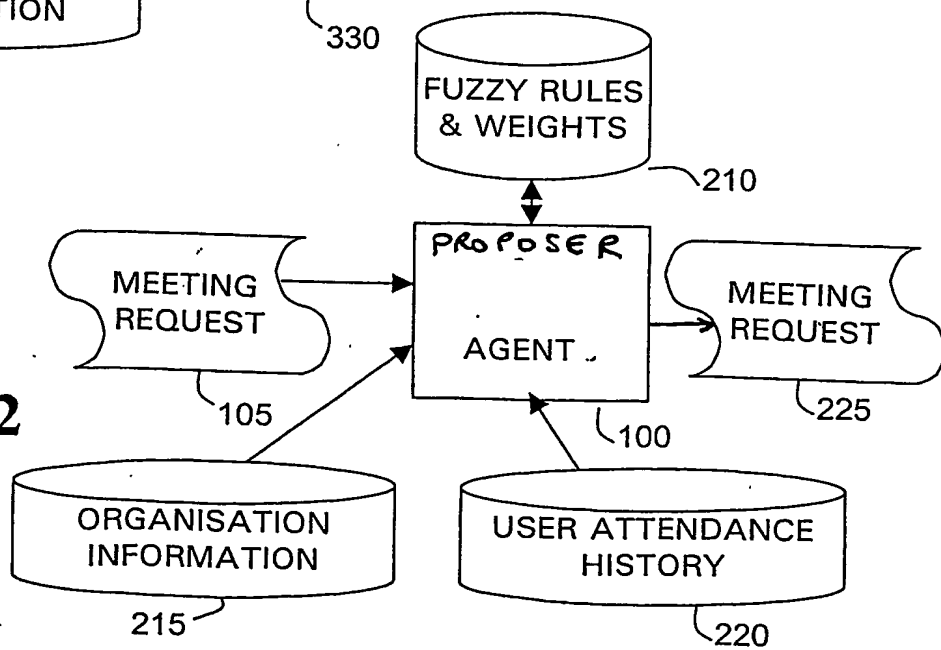 TION
330
FUZZY RULES
& WEIGHTS
210
PROPOSER
AGENT
MEETING
REQUEST
105
MEETING
REQUEST
225
100
2
ORGANISATION
INFORMATION
215
USER ATTENDANCE
HISTORY
220